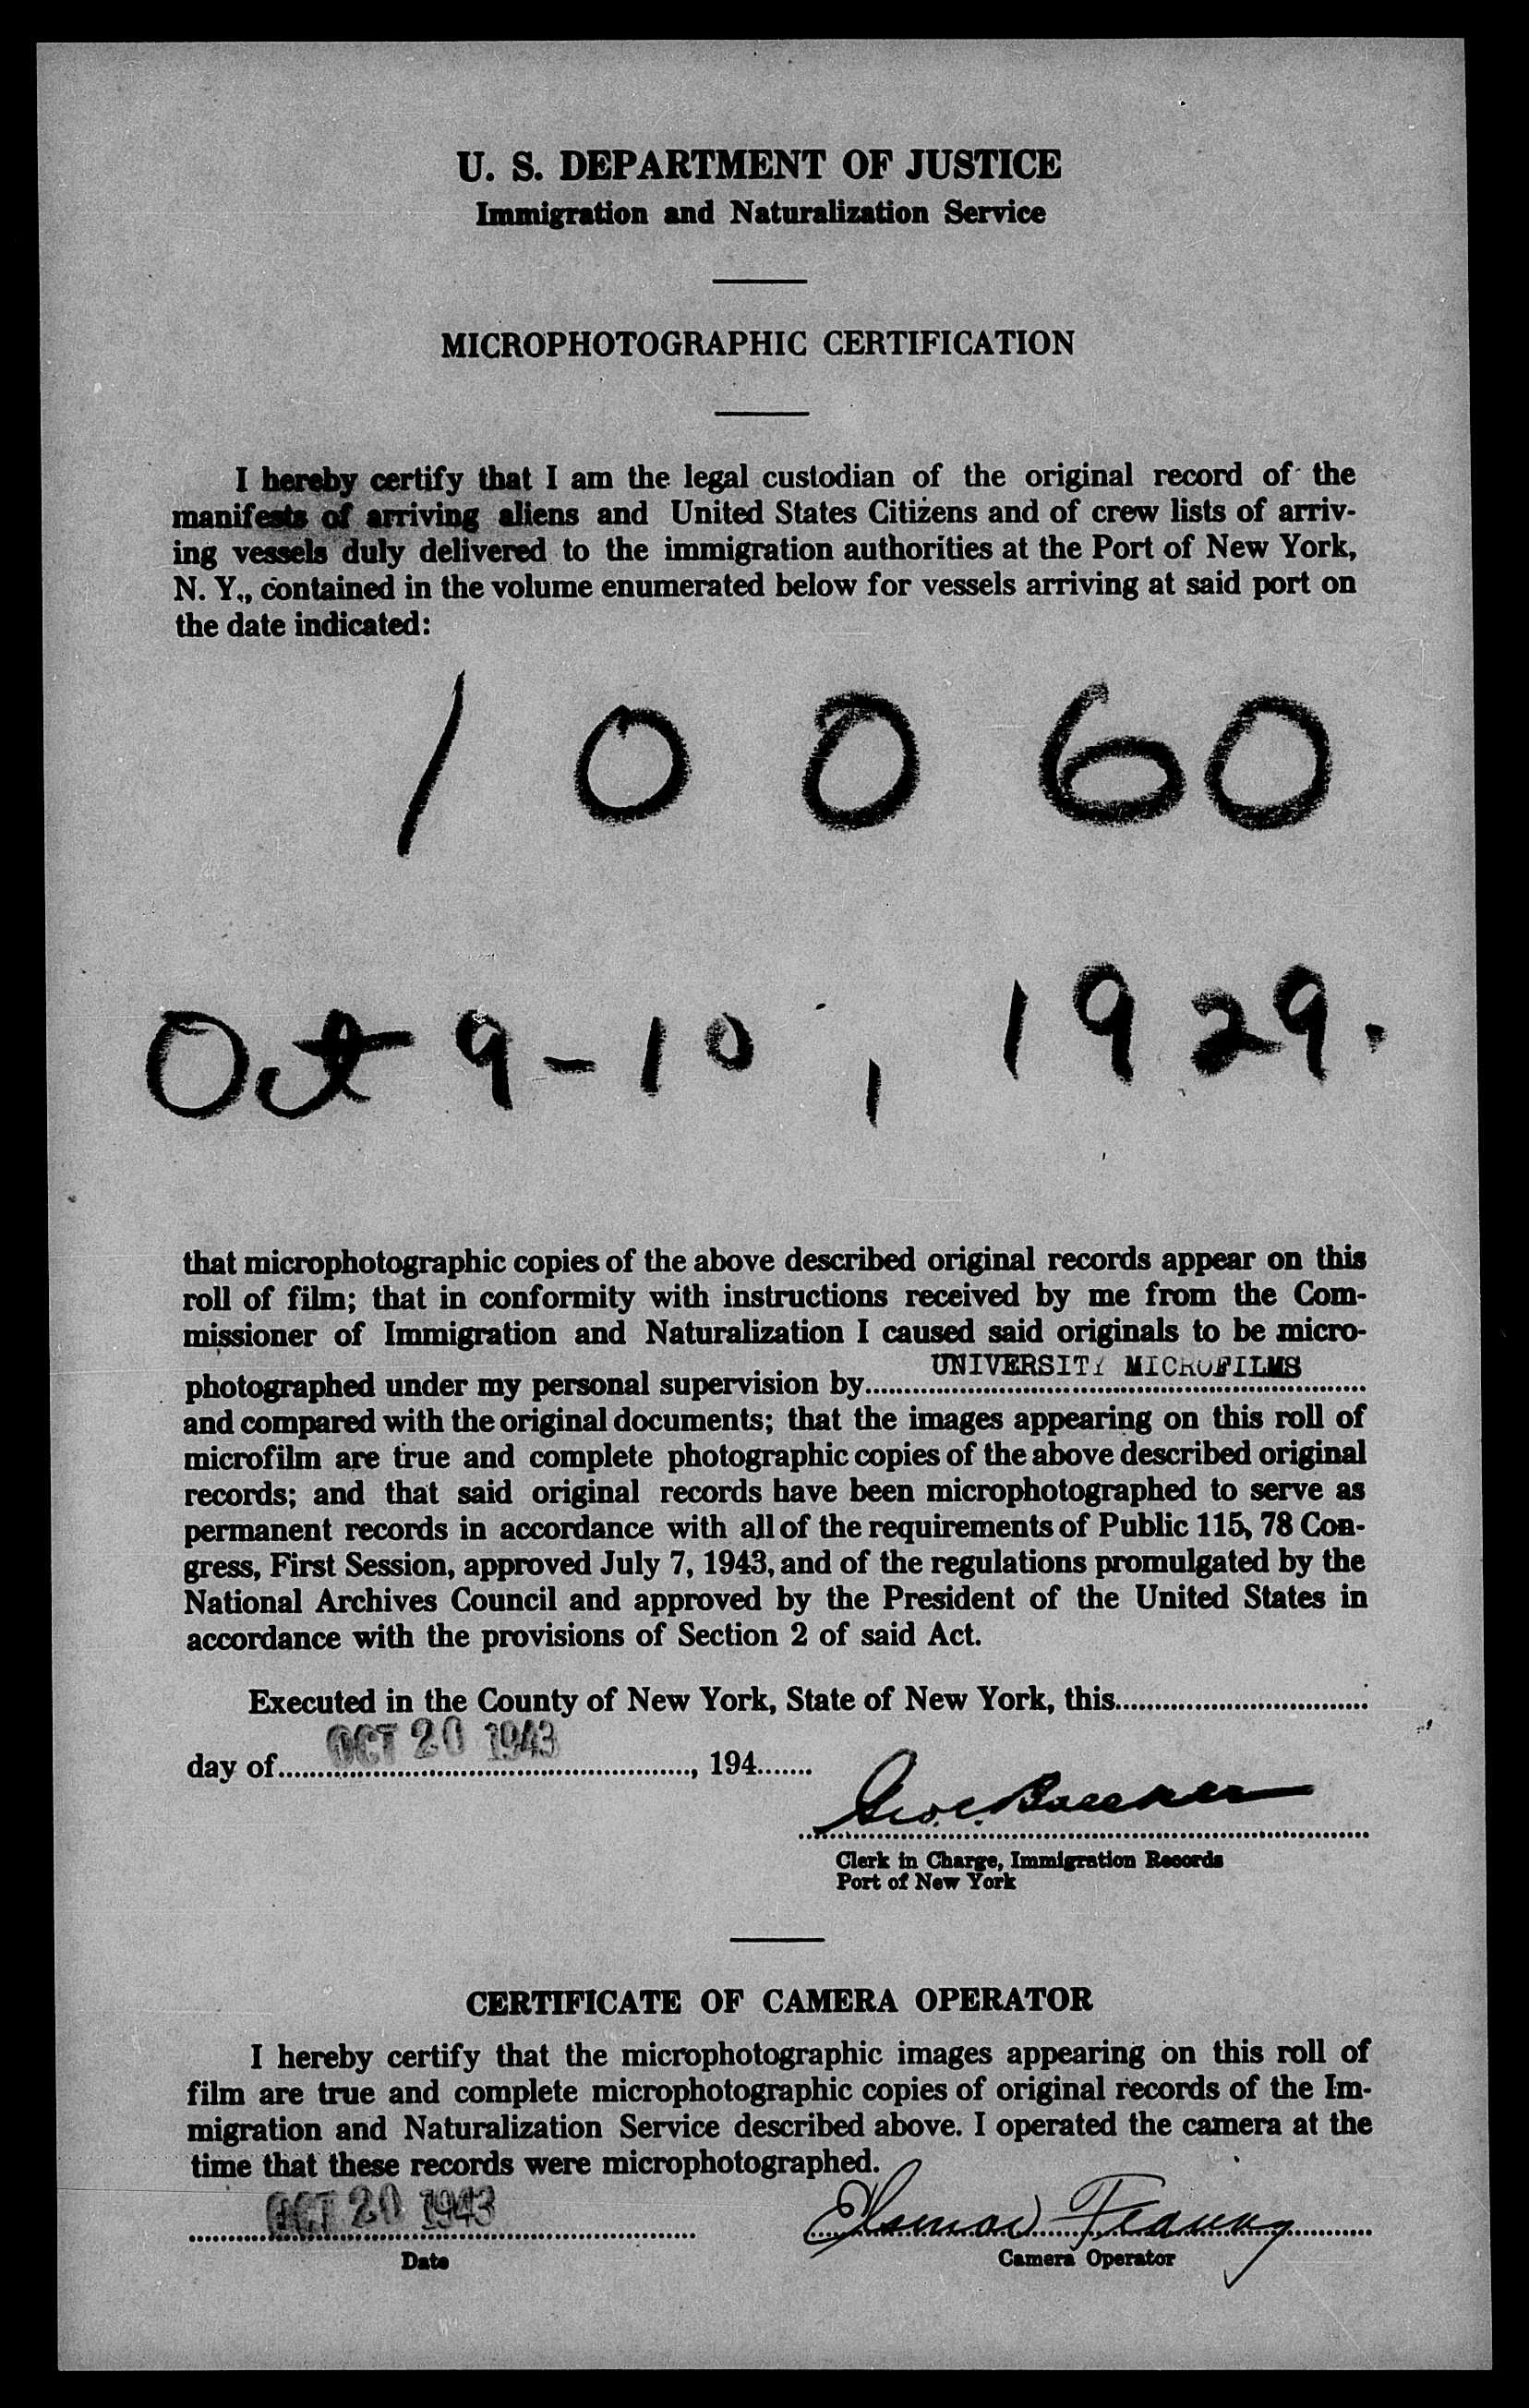 U. S. DEPARTMENT OF JUSTICE
Immigration and Naturalization Service
MICROPHOTOGRAPHIC CERTIFICATION
I hereby certify that I am the legal custodian of the original record of the
manifests of arriving aliens and United States Citizens and of crew lists of arriv-
ing vessels duly delivered to the immigration authorities at the Port of New York,
N. Y., contained in the volume enumerated below for vessels arriving at said port on
the date indicated:
1 0 0 60
Oct 9-10, 1929.
that microphotographic copies of the above described original records appear on this
roll of film; that in conformity with instructions received by me from the Com-
missioner of Immigration and Naturalization I caused said originals to be micro-
photographed under my personal supervision by UNIVERSITY MICROFILMS
and compared with the original documents; that the images appearing on this roll of
microfilm are true and complete photographic copies of the above described original
records; and that said original records have been microphotographed to serve as
permanent records in accordance with all of the requirements of Public 115, 78 Con-
gress, First Session, approved July 7, 1943, and of the regulations promulgated by the
National Archives Council and approved by the President of the United States in
accordance with the provisions of Section 2 of said Act.
Executed in the County of New York, State of New York, this
day of OCT 20 1943, 194
Clerk in Charge, Immigration Records
Port of New York
CERTIFICATE OF CAMERA OPERATOR
I hereby certify that the microphotographic images appearing on this roll of
film are true and complete microphotographic copies of original records of the Im-
migration and Naturalization Service described above. I operated the camera at the
time that these records were microphotographed.
OCT 20 1943
Date
Camera Operator